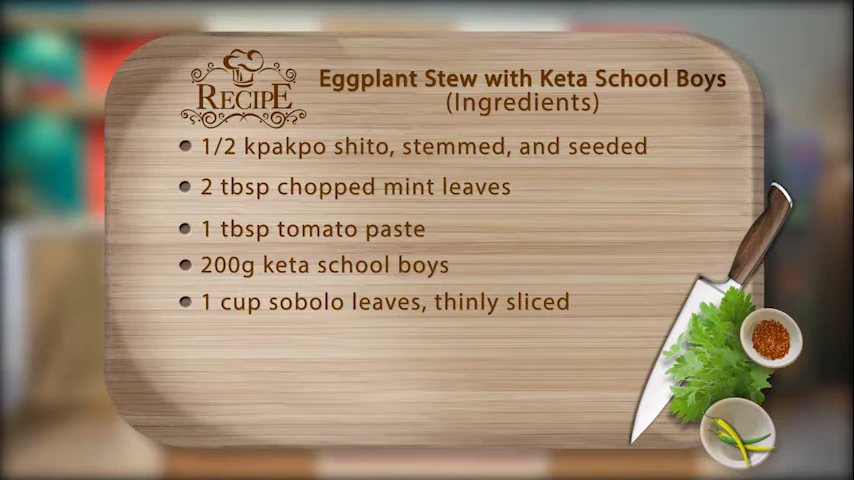 RECIPE
Eggplant Stew with Keta School Boys
(Ingredients)
1/2 kpakpo shito, stemmed, and seeded
2 tbsp chopped mint leaves
1 tbsp tomato paste
200g keta school boys
1 cup sobolo leaves, thinly sliced